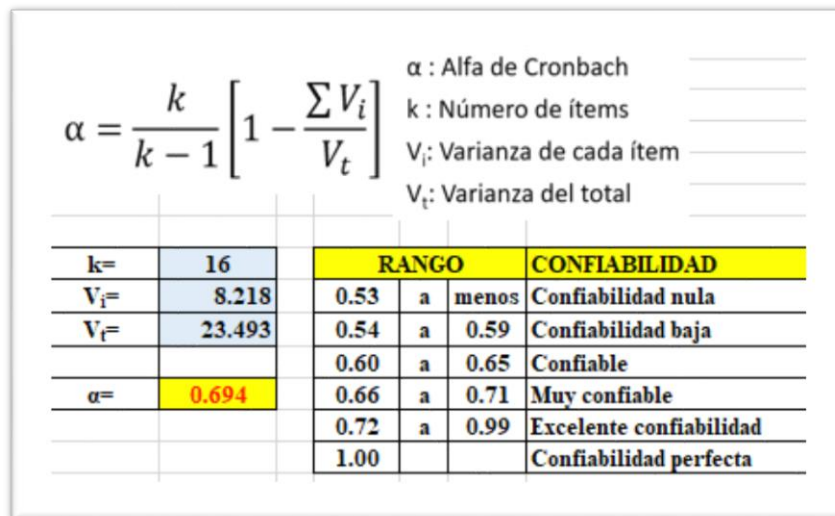 α = k / (k − 1) [1 − ∑ Vᵢ / Vₜ]
α : Alfa de Cronbach
k : Número de ítems
Vᵢ: Varianza de cada ítem
Vₜ: Varianza del total
k= 16 RANGO CONFIABILIDAD
Vᵢ= 8.218 0.53 a menos Confiabilidad nula
Vₜ= 23.493 0.54 a 0.59 Confiabilidad baja
0.60 a 0.65 Confiable
α= 0.694 0.66 a 0.71 Muy confiable
0.72 a 0.99 Excelente confiabilidad
1.00 Confiabilidad perfecta